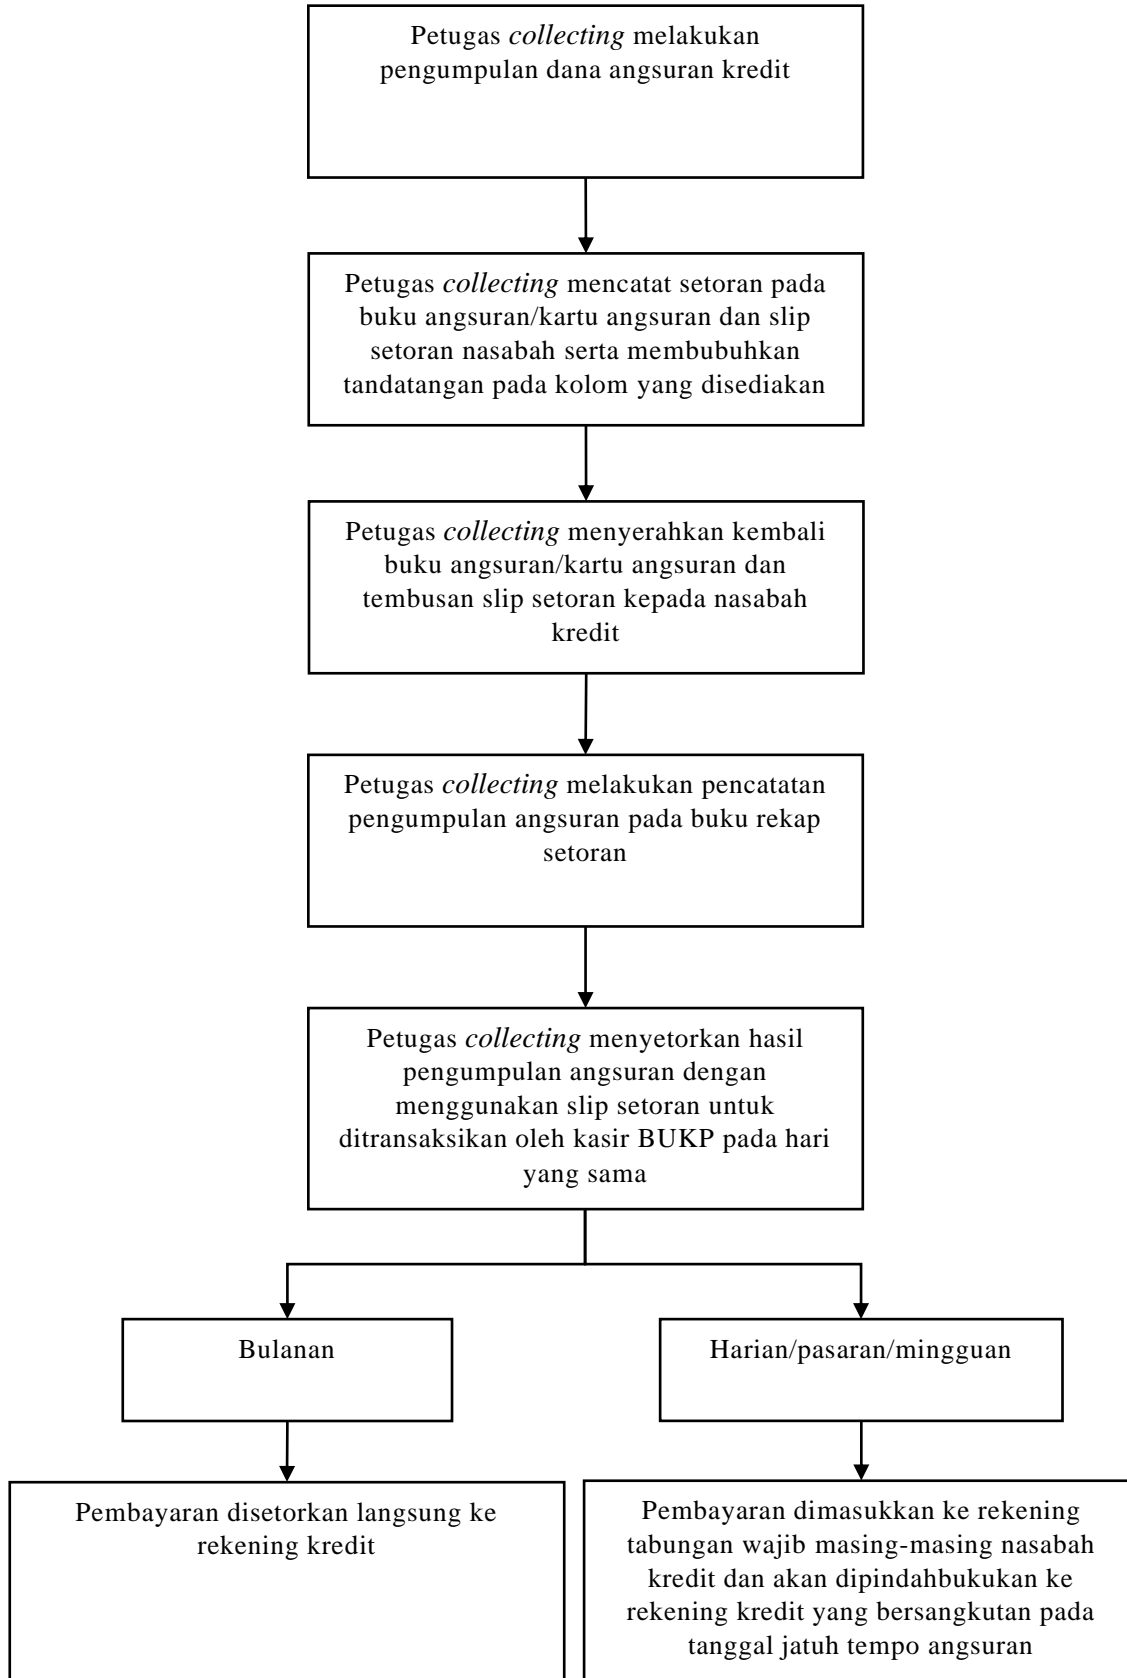 Petugas collecting melakukan
pengumpulan dana angsuran kredit
Petugas collecting mencatat setoran pada
buku angsuran/kartu angsuran dan slip
setoran nasabah serta membubuhkan
tandatangan pada kolom yang disediakan
Petugas collecting menyerahkan kembali
buku angsuran/kartu angsuran dan
tembusan slip setoran kepada nasabah
kredit
Petugas collecting melakukan pencatatan
pengumpulan angsuran pada buku rekap
setoran
Petugas collecting menyetorkan hasil
pengumpulan angsuran dengan
menggunakan slip setoran untuk
ditransaksikan oleh kasir BUKP pada hari
yang sama
Bulanan
Harian/pasaran/mingguan
Pembayaran disetorkan langsung ke
rekening kredit
Pembayaran dimasukkan ke rekening
tabungan wajib masing-masing nasabah
kredit dan akan dipindahbukukan ke
rekening kredit yang bersangkutan pada
tanggal jatuh tempo angsuran